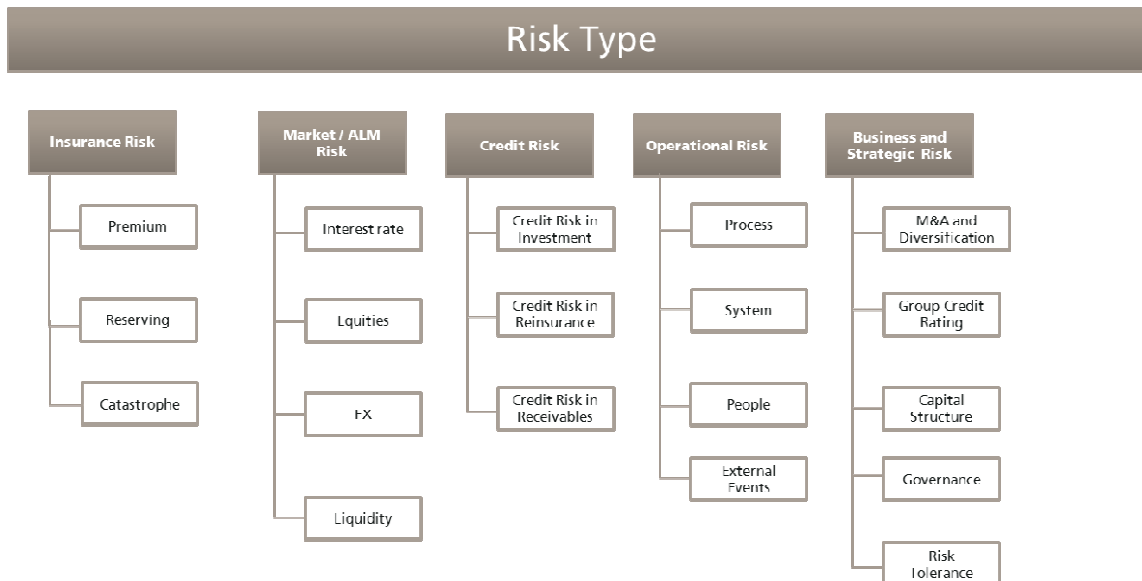 Risk Type
Insurance Risk
Premium
Reserving
Catastrophe
Market / ALM
Risk
Interest rate
Equities
FX
Liquidity
Credit Risk
Credit Risk in
Investment
Credit Risk in
Reinsurance
Credit Risk in
Receivables
Operational Risk
Process
System
People
External
Events
Business and
Strategic Risk
M&A and
Diversification
Group Credit
Rating
Capital
Structure
Governance
Risk
Tolerance